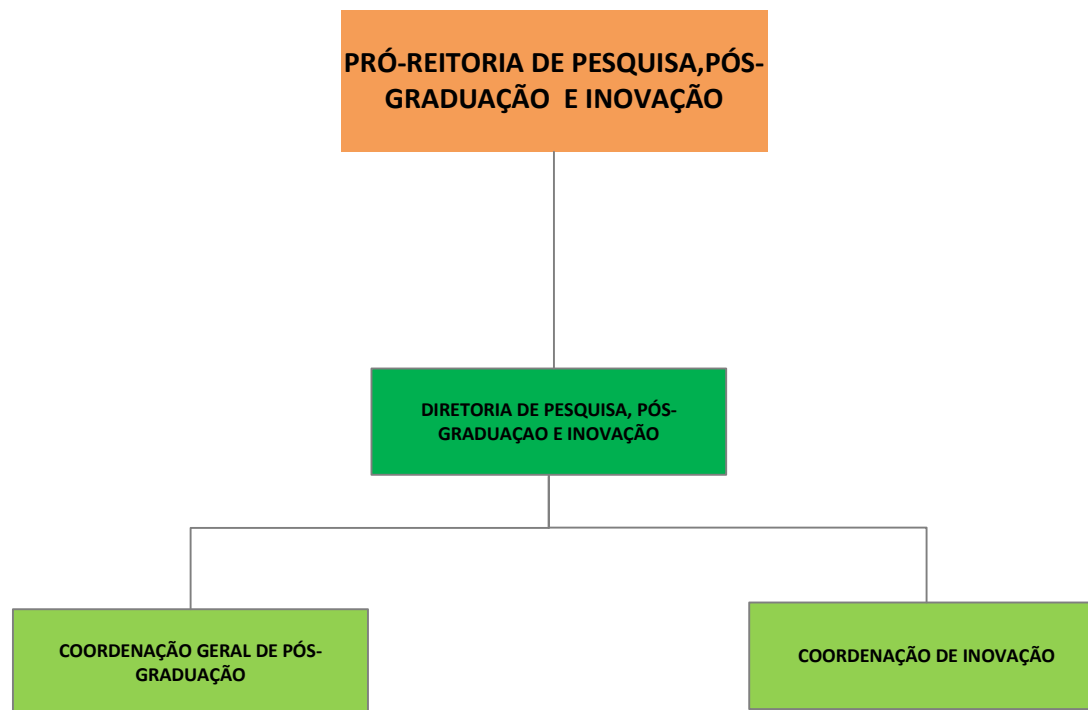 PRÓ-REITORIA DE PESQUISA,PÓS-
GRADUAÇÃO E INOVAÇÃO
DIRETORIA DE PESQUISA, PÓS-
GRADUAÇAO E INOVAÇÃO
COORDENAÇÃO GERAL DE PÓS-
GRADUAÇÃO
COORDENAÇÃO DE INOVAÇÃO